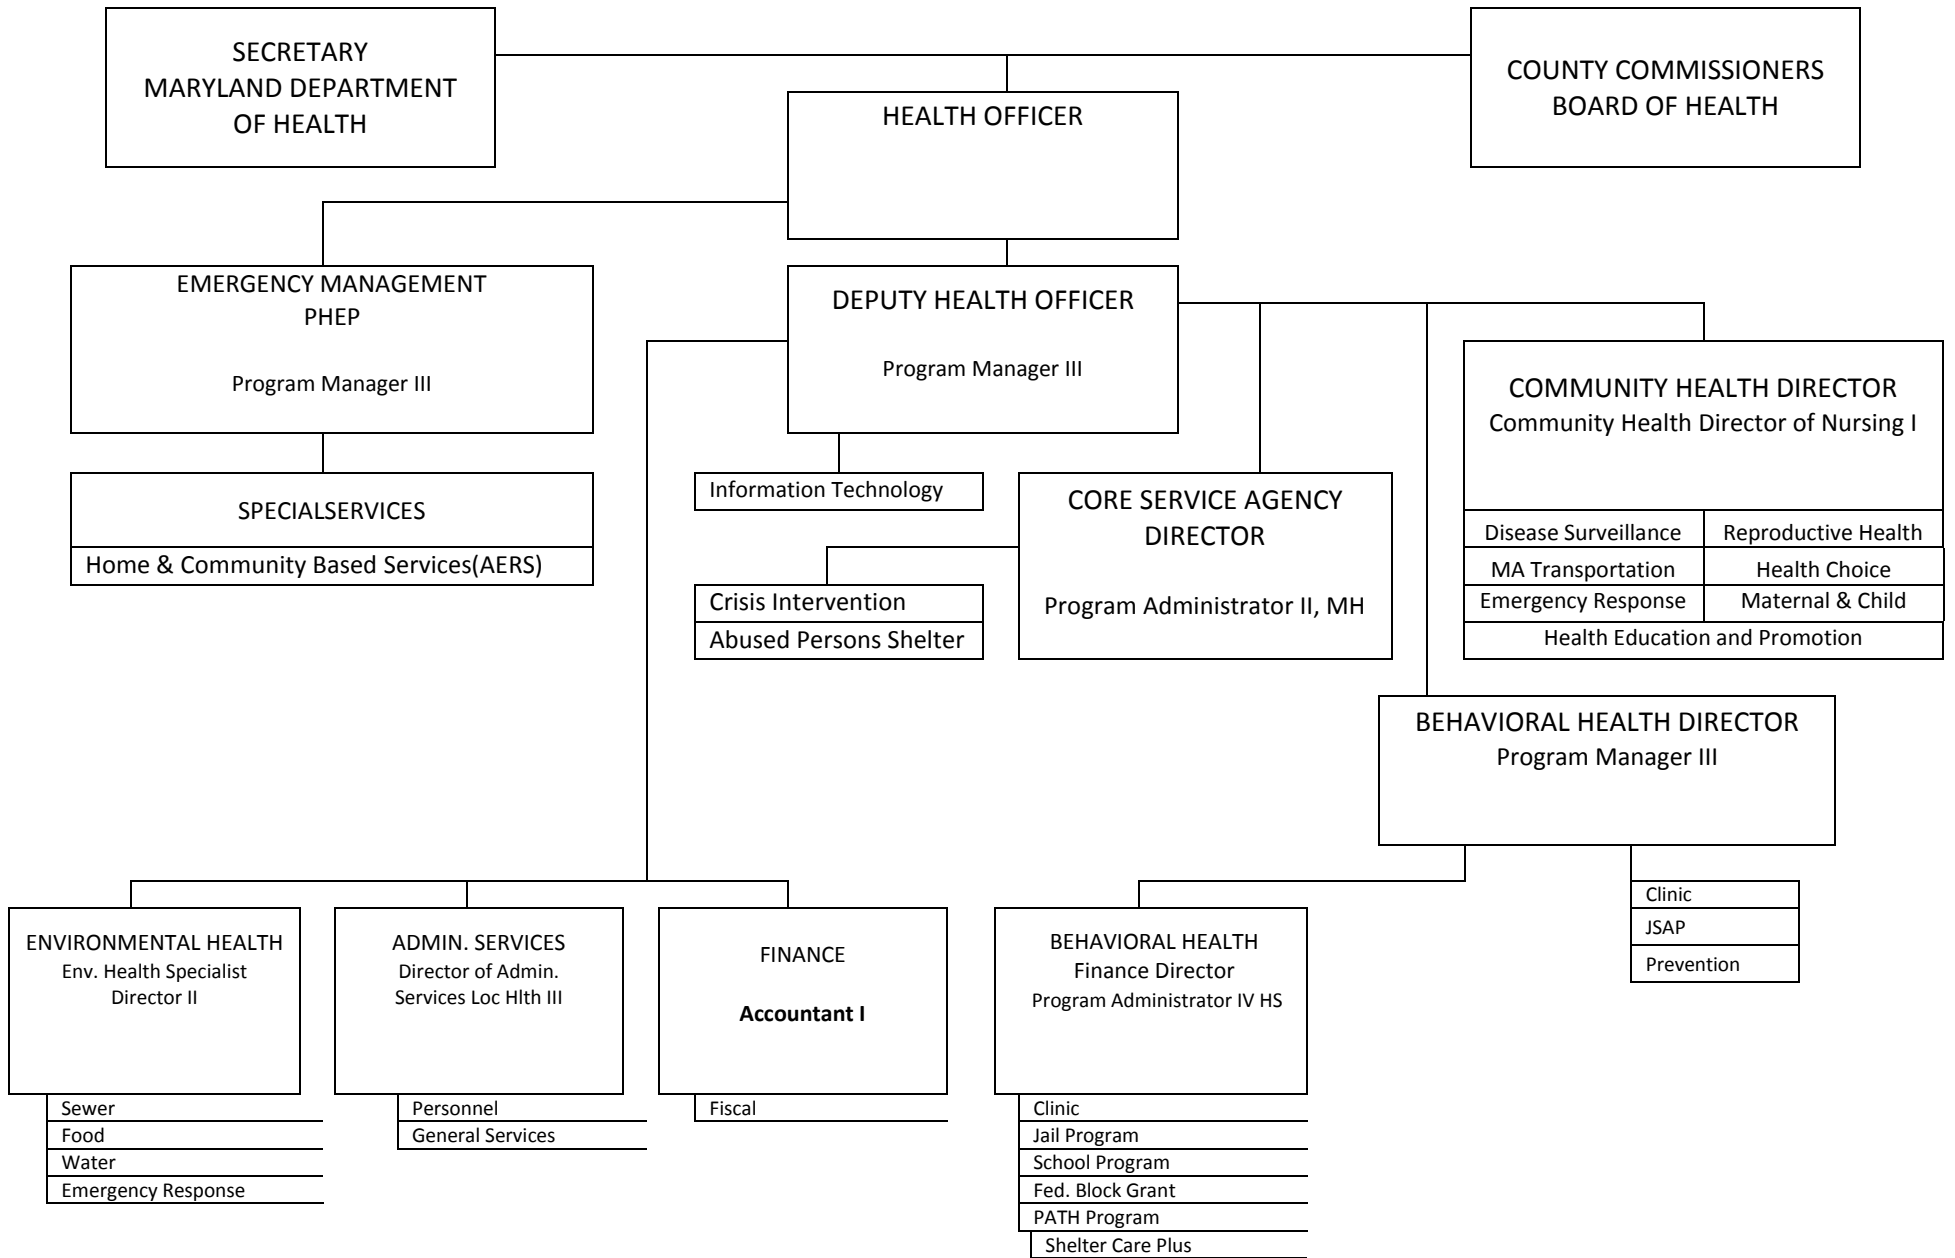 SECRETARY
MARYLAND DEPARTMENT
OF HEALTH
HEALTH OFFICER
COUNTY COMMISSIONERS
BOARD OF HEALTH
EMERGENCY MANAGEMENT
PHEP
Program Manager III
DEPUTY HEALTH OFFICER
Program Manager III
COMMUNITY HEALTH DIRECTOR
Community Health Director of Nursing I
SPECIALSERVICES
Home & Community Based Services(AERS)
Information Technology
CORE SERVICE AGENCY
DIRECTOR
Program Administrator II, MH
Crisis Intervention
Abused Persons Shelter
Disease Surveillance
Reproductive Health
MA Transportation
Health Choice
Emergency Response
Maternal & Child
Health Education and Promotion
BEHAVIORAL HEALTH DIRECTOR
Program Manager III
Clinic
JSAP
Prevention
ENVIRONMENTAL HEALTH
Env. Health Specialist
Director II
ADMIN. SERVICES
Director of Admin.
Services Loc Hlth III
FINANCE
Accountant I
BEHAVIORAL HEALTH
Finance Director
Program Administrator IV HS
Sewer
Food
Water
Emergency Response
Personnel
General Services
Fiscal
Clinic
Jail Program
School Program
Fed. Block Grant
PATH Program
Shelter Care Plus